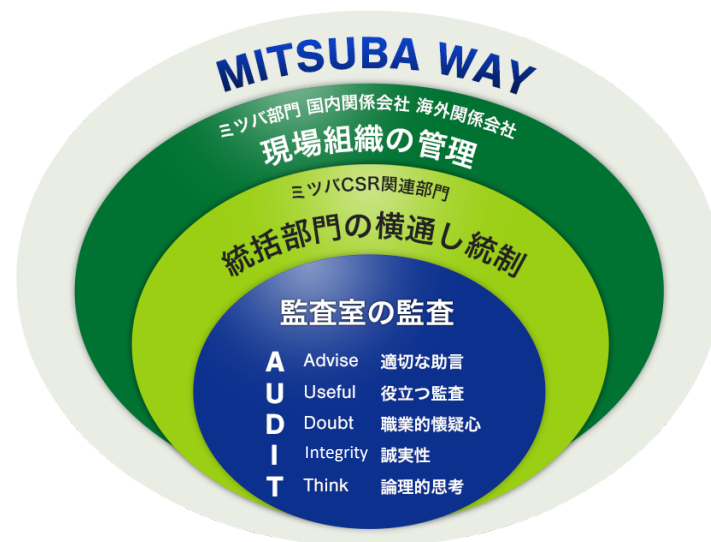 MITSUBA WAY
ミツバ部門 国内関係会社 海外関係会社
現場組織の管理
ミツバCSR関連部門
統括部門の横通し統制
監査室の監査
A Advise 適切な助言
U Useful 役立つ監査
D Doubt 職業的懐疑心
I Integrity 誠実性
T Think 論理的思考